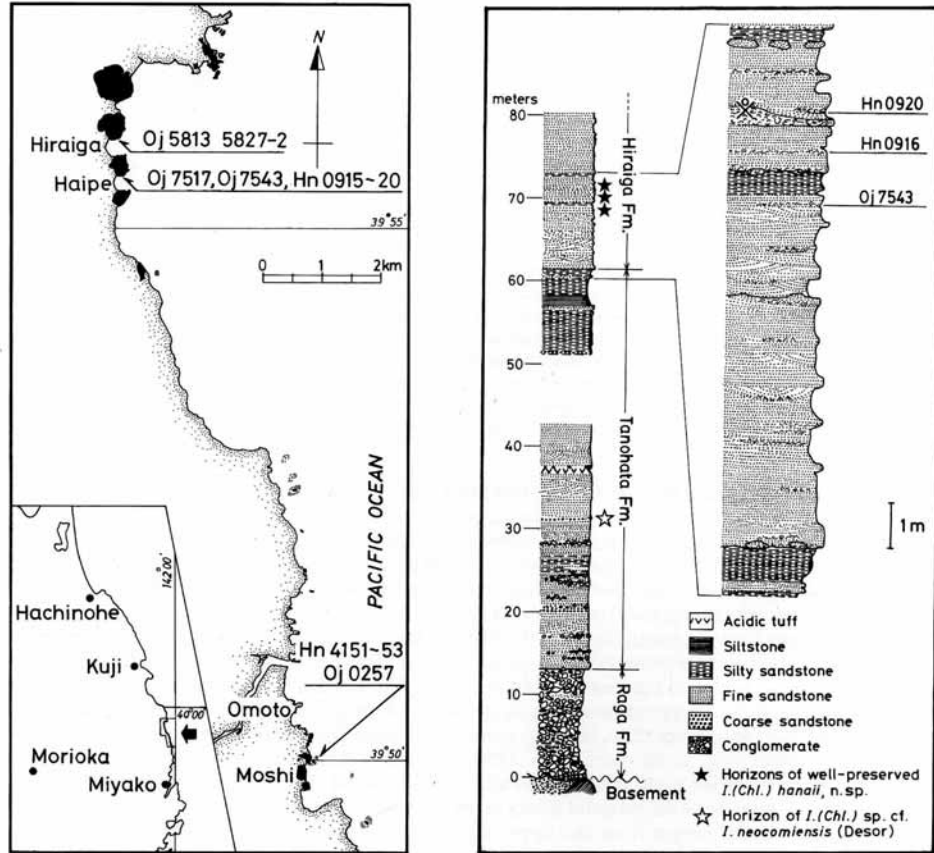 N
Hiraiga
Oj 5813 5827-2
Haipe
Oj 7517, Oj 7543, Hn 0915~20
39°55'
0 1 2km
PACIFIC OCEAN
142°00'
Hachinohe
Kuji
40°00'
Morioka
Miyako
Hn 4151~53
Oj 0257
Omoto
39°50'
Moshi
meters
80
70
60
50
40
30
20
10
0
Hiraiga Fm.
Tanohata Fm.
Raga Fm.
Basement
Hn 0920
Hn 0916
Oj 7543
1m
Acidic tuff
Siltstone
Silty sandstone
Fine sandstone
Coarse sandstone
Conglomerate
Horizons of well-preserved
I.(Chl.) hanaii, n.sp.
Horizon of I.(Chl.) sp. cf.
I. neocomiensis (Desor)